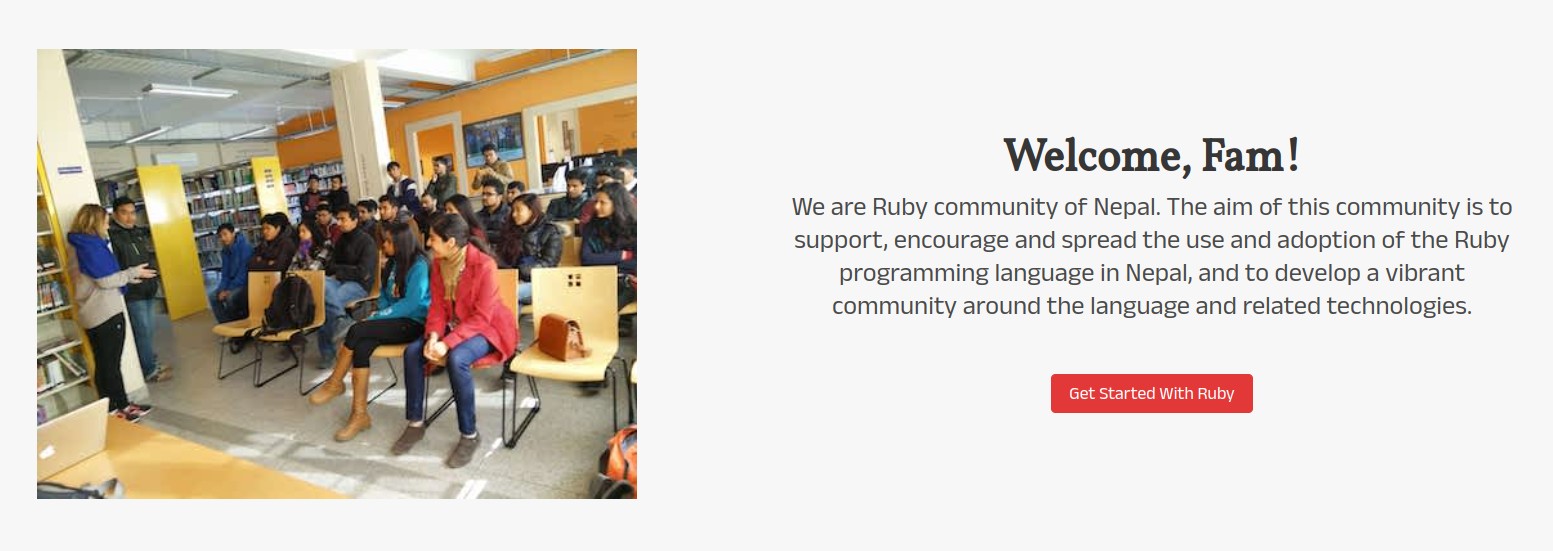 Welcome, Fam!
We are Ruby community of Nepal. The aim of this community is to
support, encourage and spread the use and adoption of the Ruby
programming language in Nepal, and to develop a vibrant
community around the language and related technologies.
Get Started With Ruby